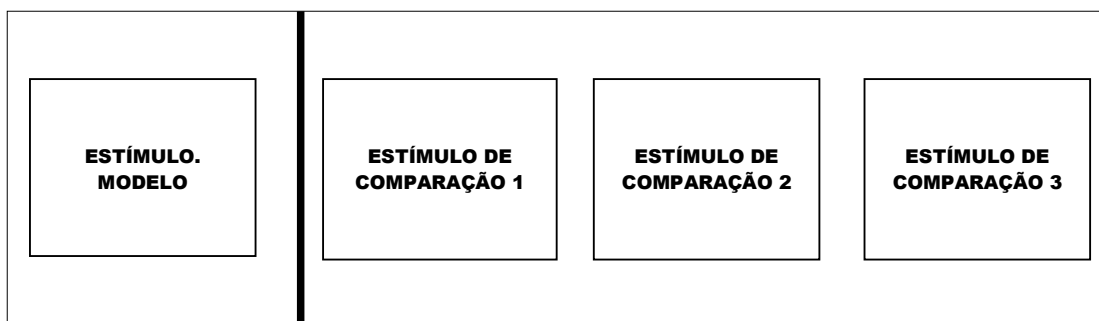 ESTÍMULO.
MODELO
ESTÍMULO DE
COMPARAÇÃO 1
ESTÍMULO DE
COMPARAÇÃO 2
ESTÍMULO DE
COMPARAÇÃO 3